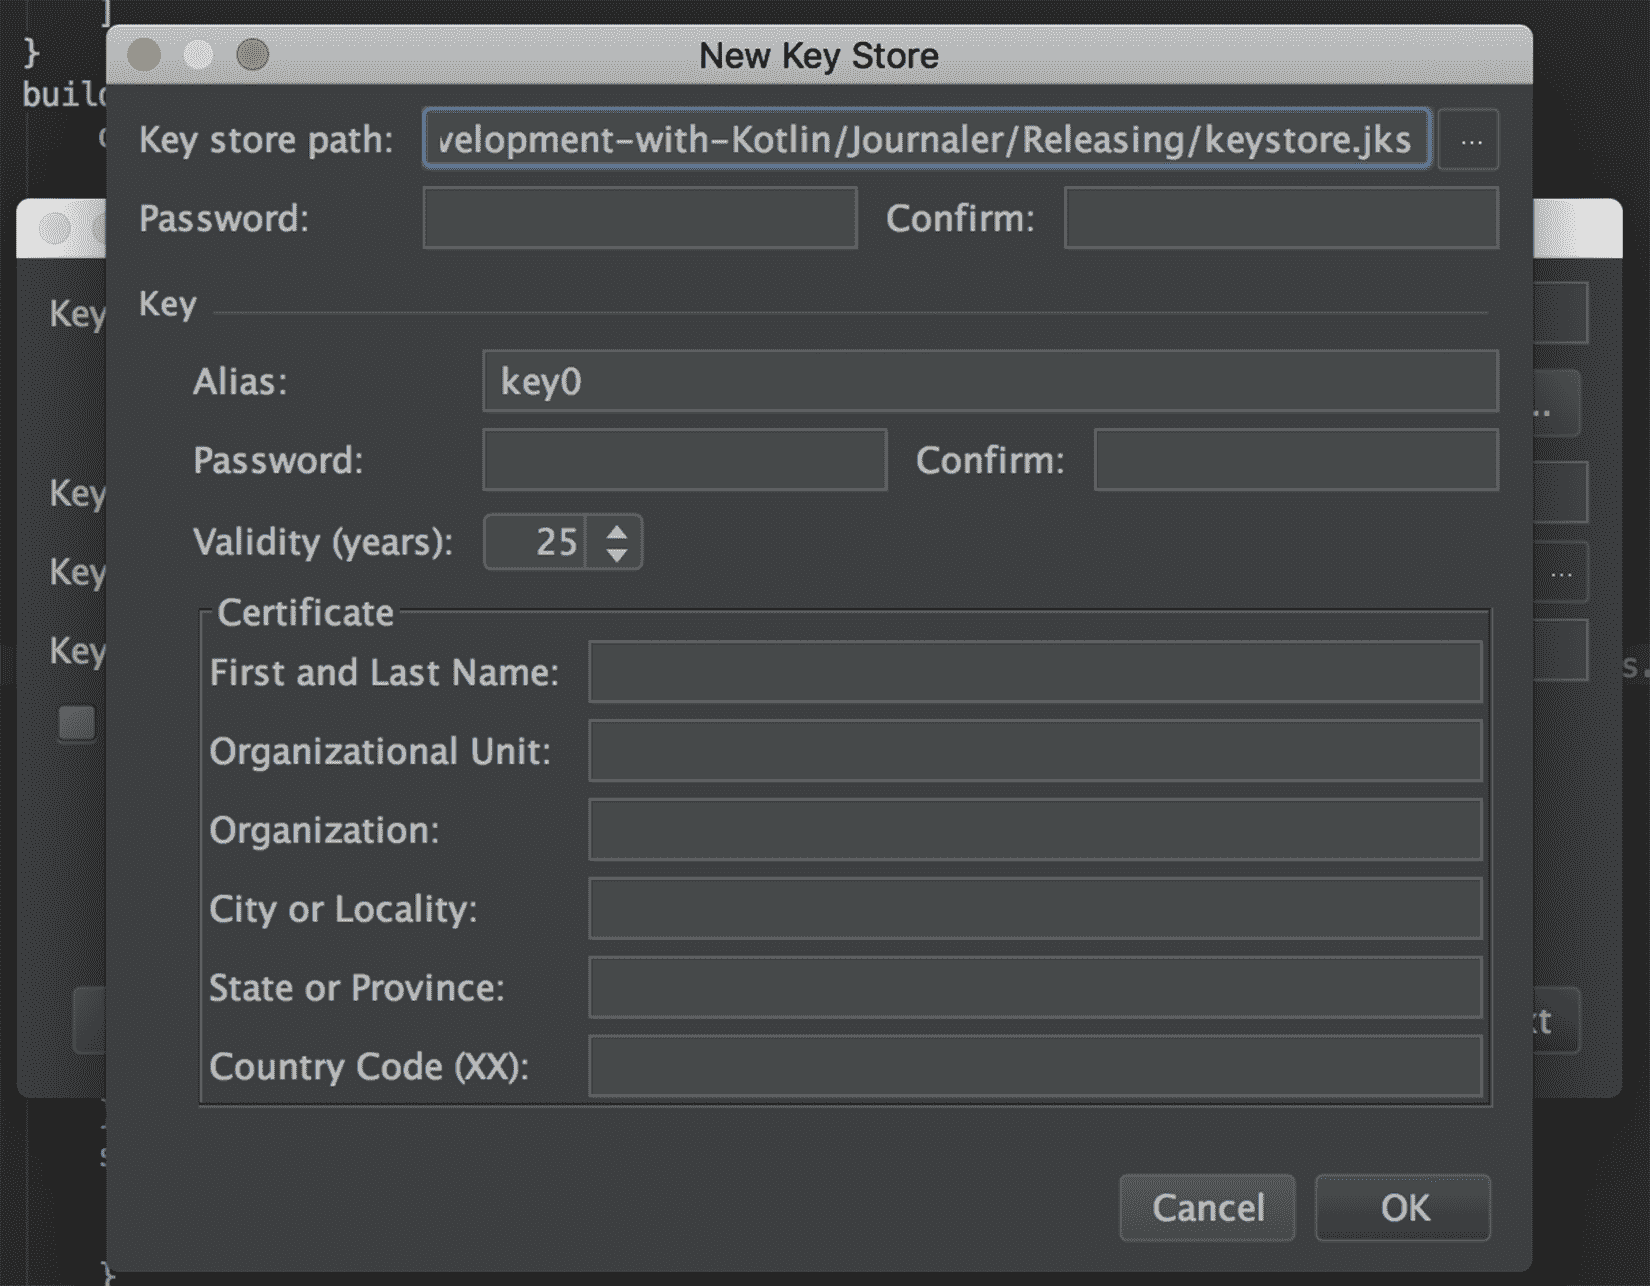 }
New Key Store
Key store path: velopment-with-Kotlin/Journaler/Releasing/keystore.jks ...
Password: Confirm:
Key
Key
Alias: key0
Password: Confirm:
Key
Validity (years): 25
Key ...
Certificate
Key
First and Last Name:
Organizational Unit:
Organization:
City or Locality:
State or Province:
Country Code (XX):
Cancel OK
}